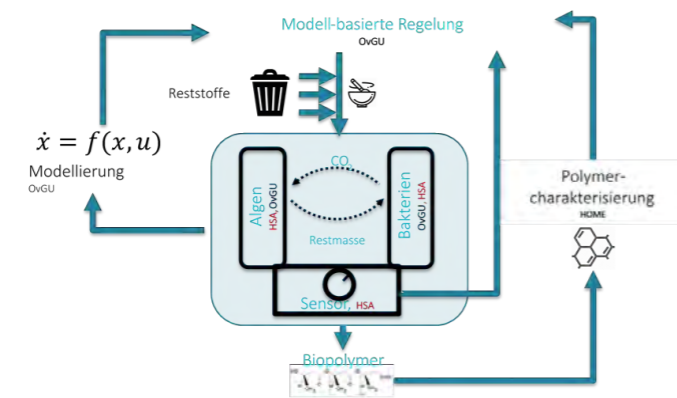 Modell-basierte Regelung
OvGU
Reststoffe
ẋ = f(x,u)
Modellierung
OvGU
CO₂
Algen
HSA, OvGU
Bakterien
OvGU, HSA
Restmasse
Sensor, HSA
Polymer-
charakterisierung
HOME
Biopolymer